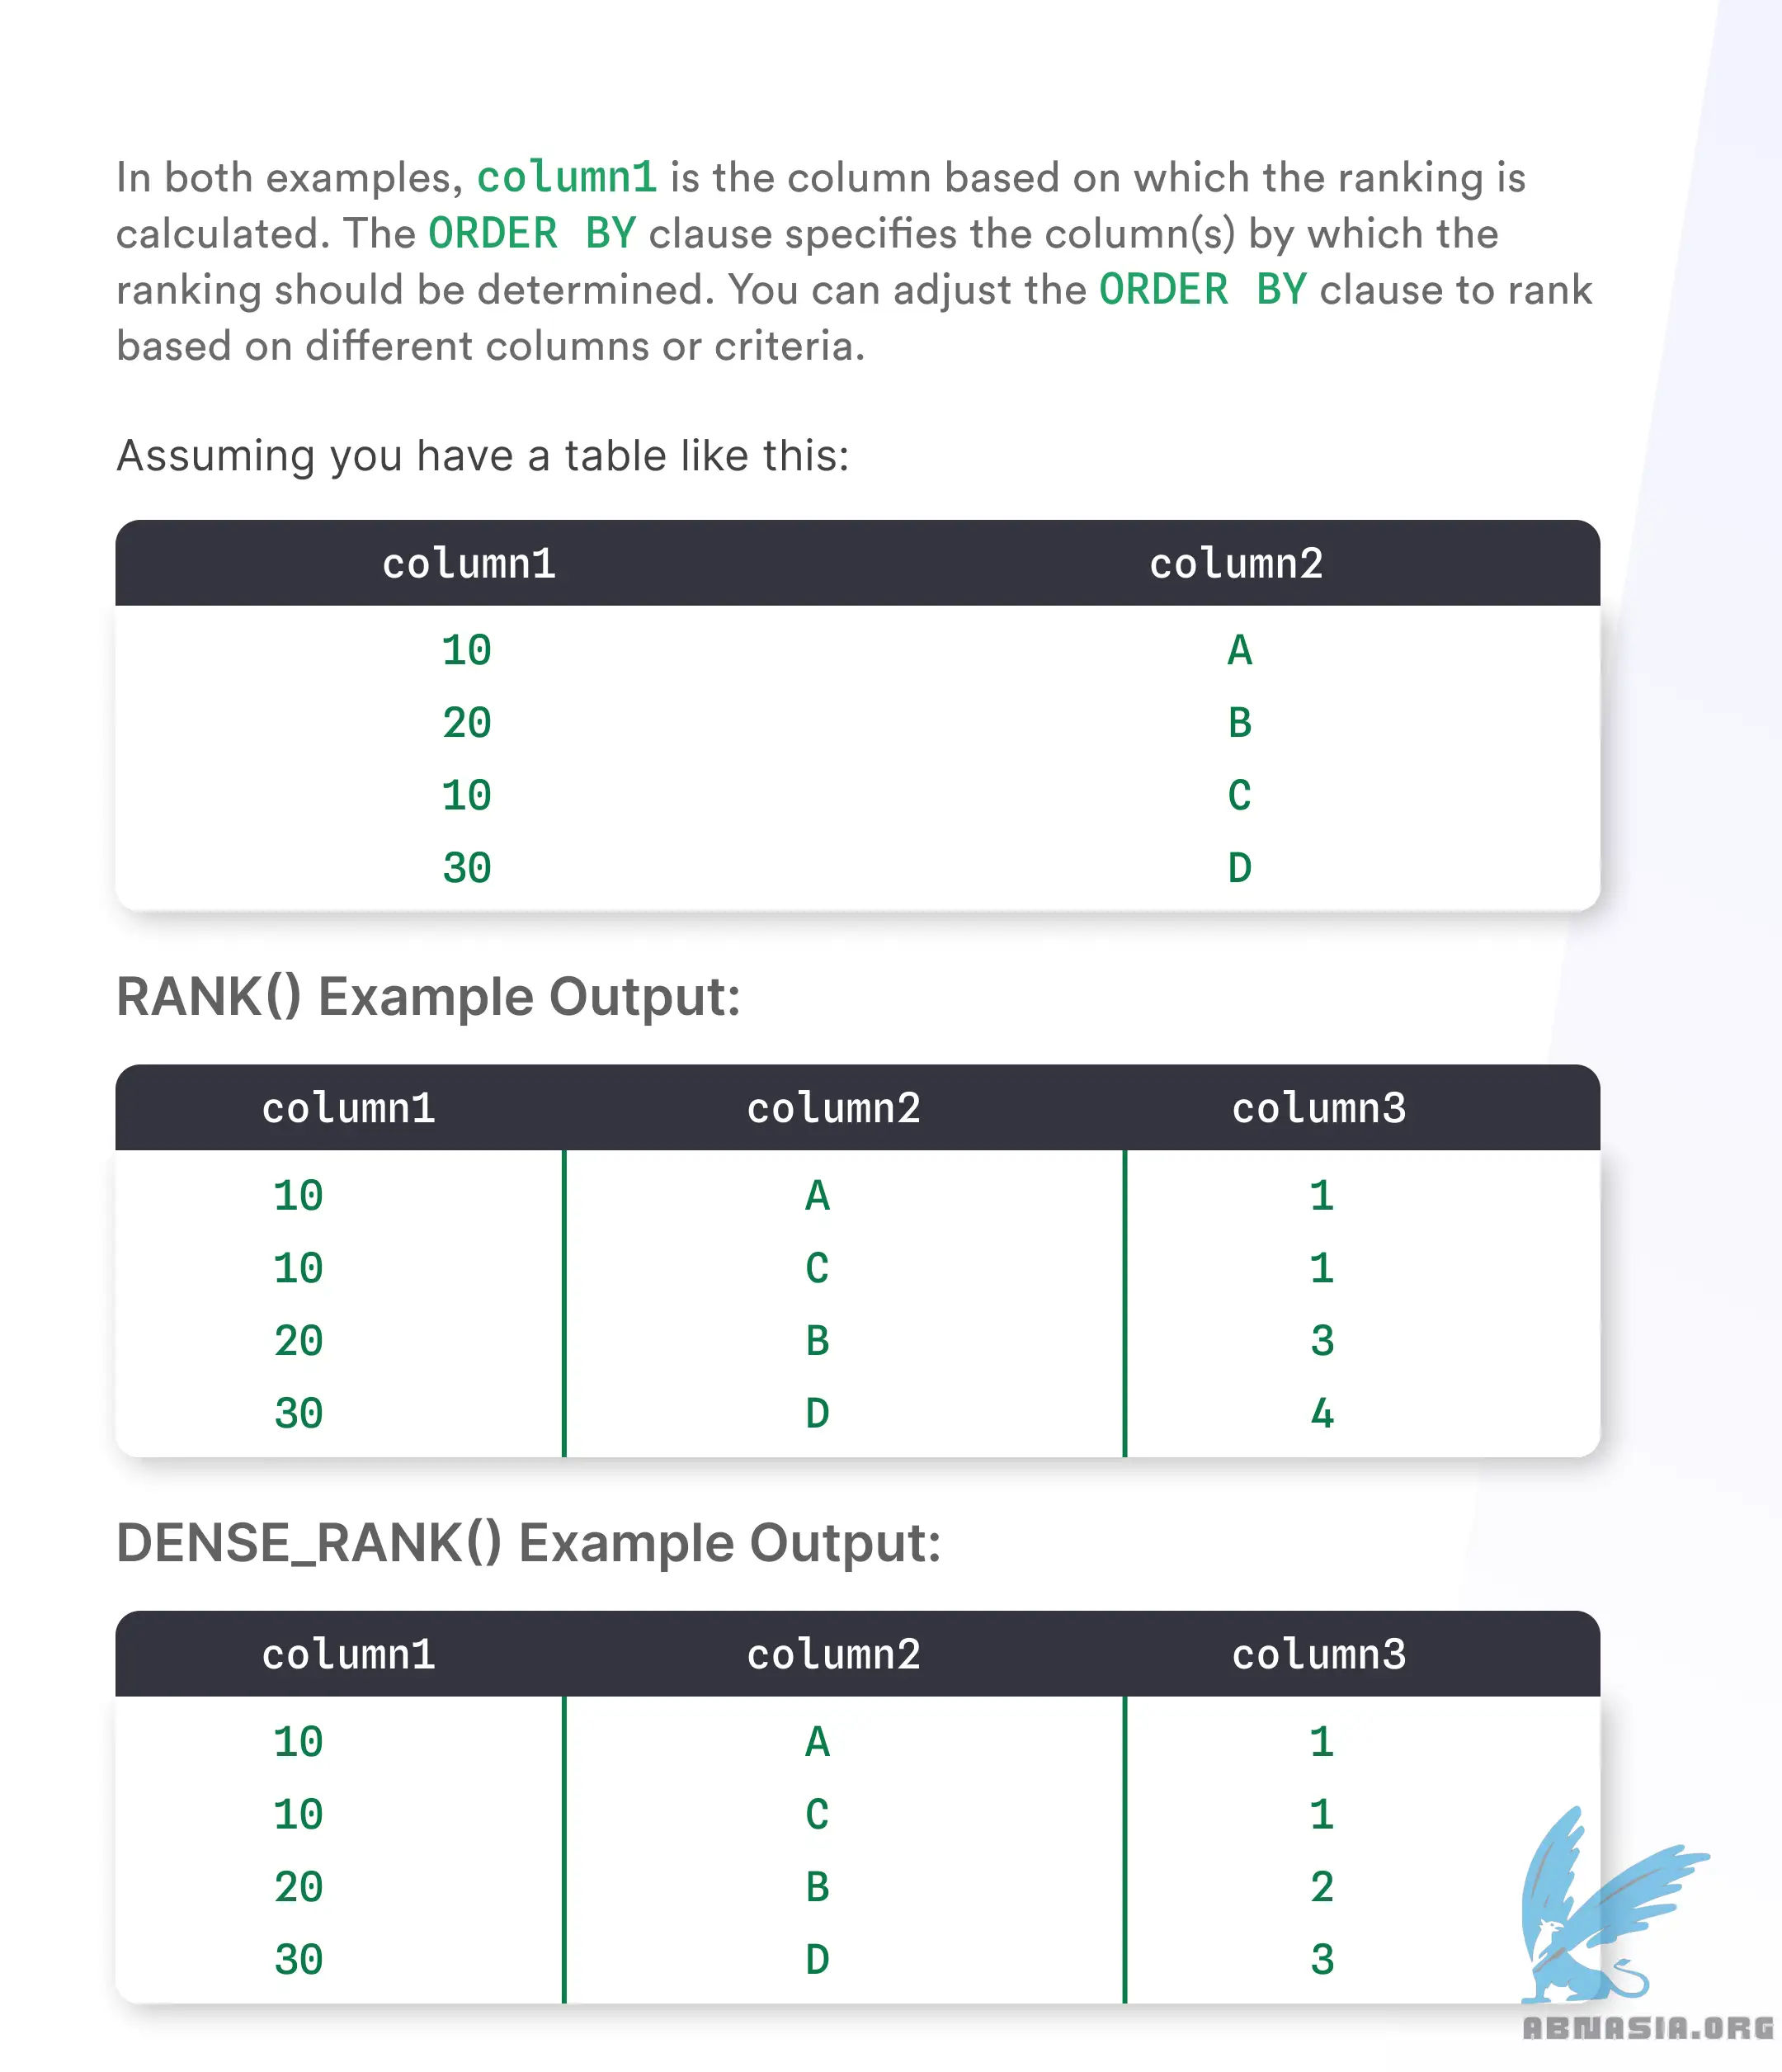 In both examples, column1 is the column based on which the ranking is
calculated. The ORDER BY clause specifies the column(s) by which the
ranking should be determined. You can adjust the ORDER BY clause to rank
based on different columns or criteria.
Assuming you have a table like this:
column1 column2
10 A
20 B
10 C
30 D
RANK() Example Output:
column1 column2 column3
10 A 1
10 C 1
20 B 3
30 D 4
DENSE_RANK() Example Output:
column1 column2 column3
10 A 1
10 C 1
20 B 2
30 D 3
ABNASIA.ORG